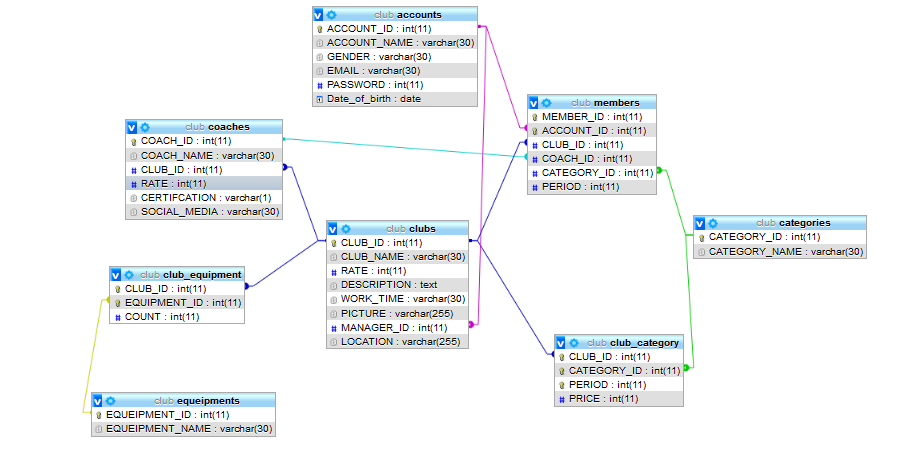 club accounts
ACCOUNT_ID : int(11)
ACCOUNT_NAME : varchar(30)
GENDER : varchar(30)
EMAIL : varchar(30)
PASSWORD : int(11)
Date_of_birth : date
club members
MEMBER_ID : int(11)
ACCOUNT_ID : int(11)
CLUB_ID : int(11)
COACH_ID : int(11)
CATEGORY_ID : int(11)
PERIOD : int(11)
club coaches
COACH_ID : int(11)
COACH_NAME : varchar(30)
CLUB_ID : int(11)
RATE : int(11)
CERTIFCATION : varchar(1)
SOCIAL_MEDIA : varchar(30)
club categories
CATEGORY_ID : int(11)
CATEGORY_NAME : varchar(30)
club clubs
CLUB_ID : int(11)
CLUB_NAME : varchar(30)
RATE : int(11)
DESCRIPTION : text
WORK_TIME : varchar(30)
PICTURE : varchar(255)
MANAGER_ID : int(11)
LOCATION : varchar(255)
club club_equipment
CLUB_ID : int(11)
EQUIPMENT_ID : int(11)
COUNT : int(11)
club club_category
CLUB_ID : int(11)
CATEGORY_ID : int(11)
PERIOD : int(11)
PRICE : int(11)
club equeipments
EQUEIPMENT_ID : int(11)
EQUEIPMENT_NAME : varchar(30)